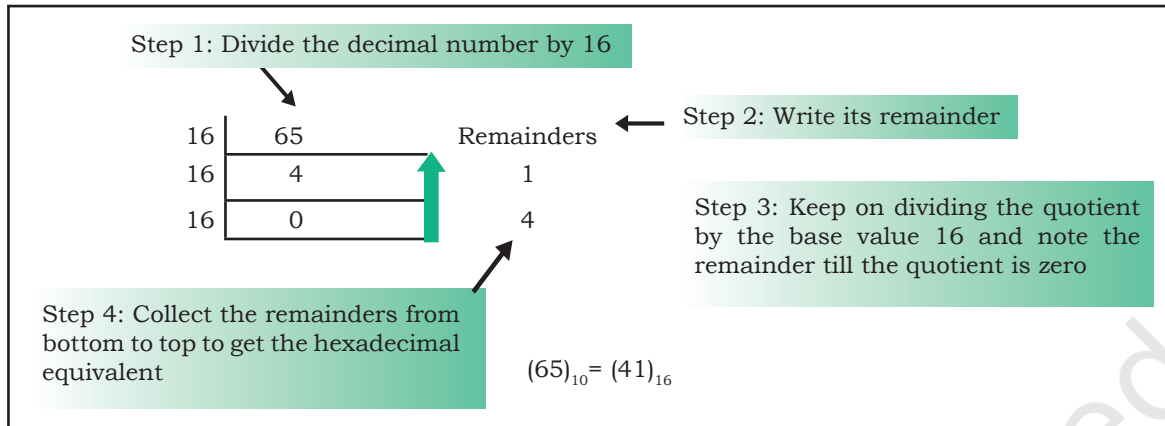 Step 1: Divide the decimal number by 16
Step 2: Write its remainder
16 65 Remainders
16 4 1
16 0 4
Step 3: Keep on dividing the quotient
by the base value 16 and note the
remainder till the quotient is zero
Step 4: Collect the remainders from
bottom to top to get the hexadecimal
equivalent
(65)₁₀= (41)₁₆